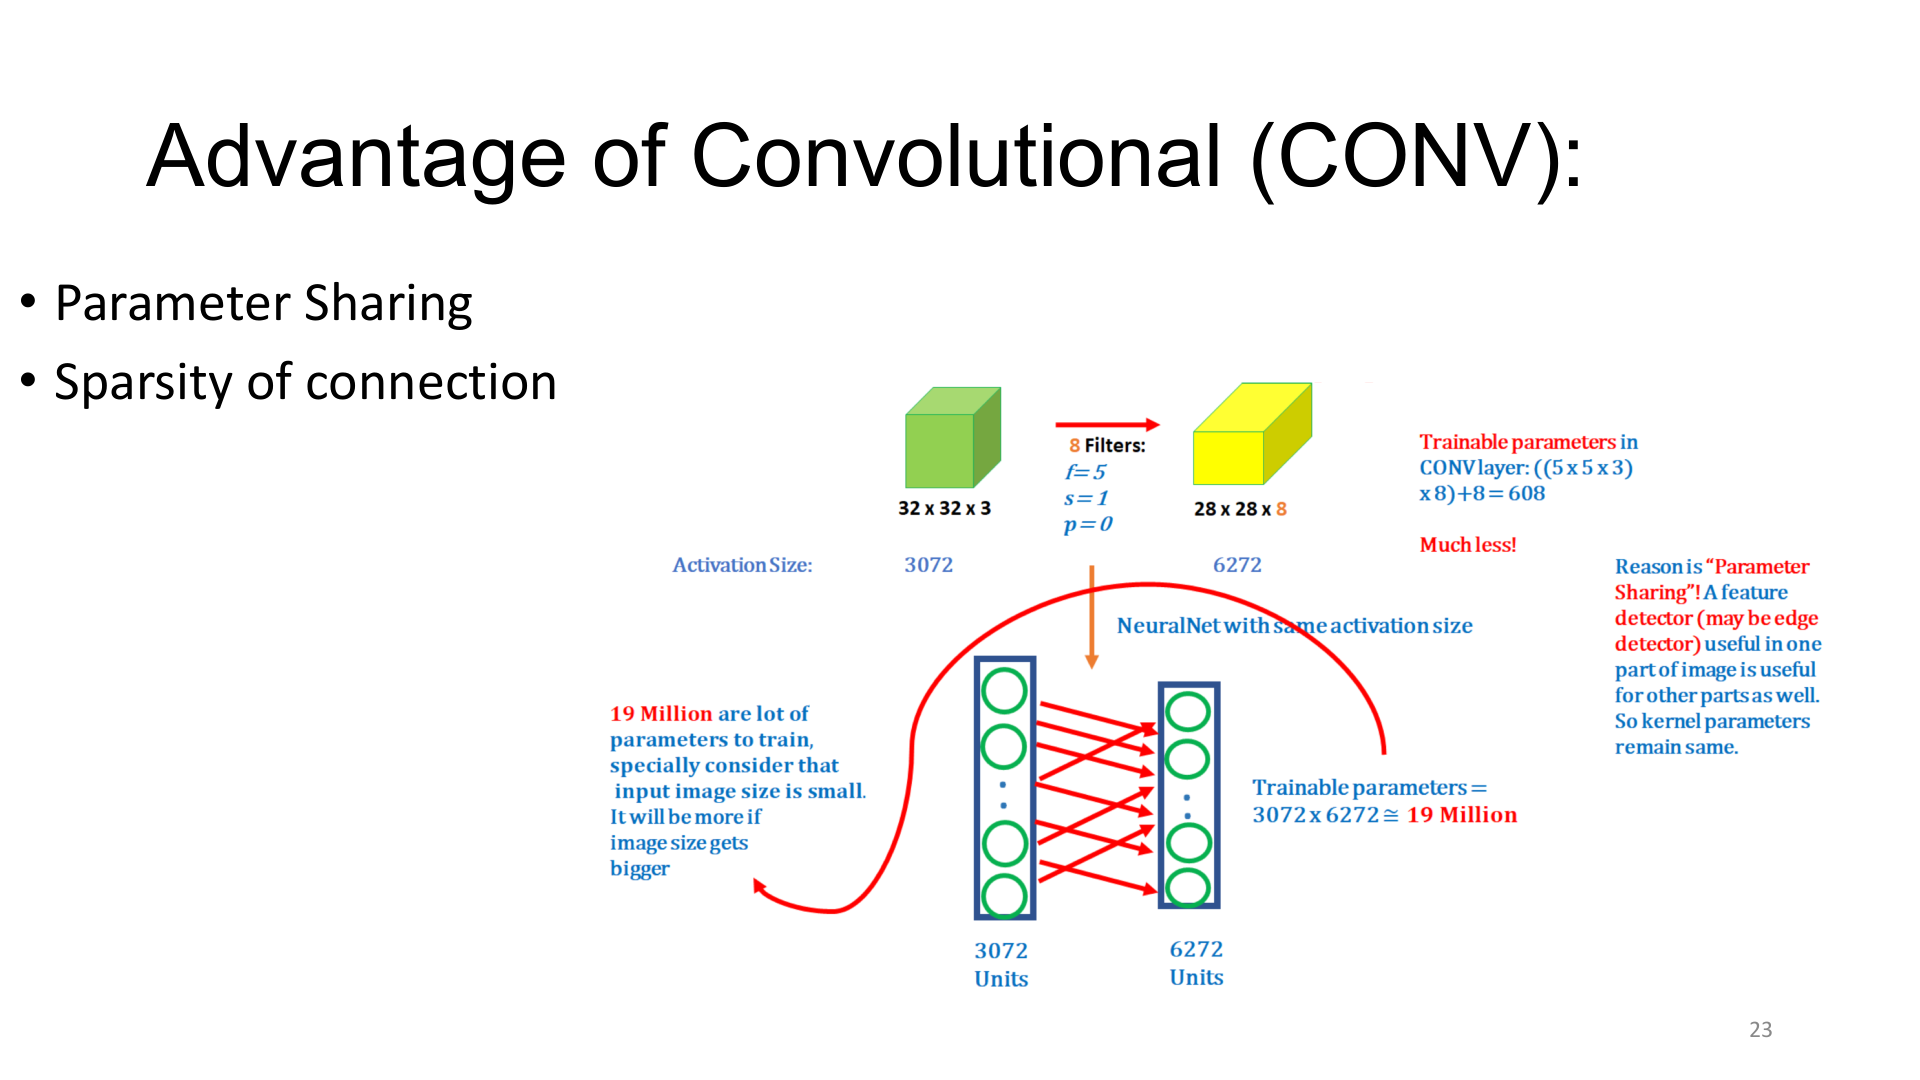 Advantage of Convolutional (CONV):
• Parameter Sharing
• Sparsity of connection
8 Filters:
f=5
s=1
p=0
32 x 32 x 3
28 x 28 x 8
Trainable parameters in
CONV layer: ((5 x 5 x 3)
x 8)+8 = 608
Much less!
Activation Size:
3072
6272
Reason is “Parameter
Sharing”! A feature
detector (may be edge
detector) useful in one
part of image is useful
for other parts as well.
So kernel parameters
remain same.
NeuralNet with same activation size
19 Million are lot of
parameters to train,
specially consider that
input image size is small.
It will be more if
image size gets
bigger
Trainable parameters =
3072 x 6272 ≅ 19 Million
3072
Units
6272
Units
23